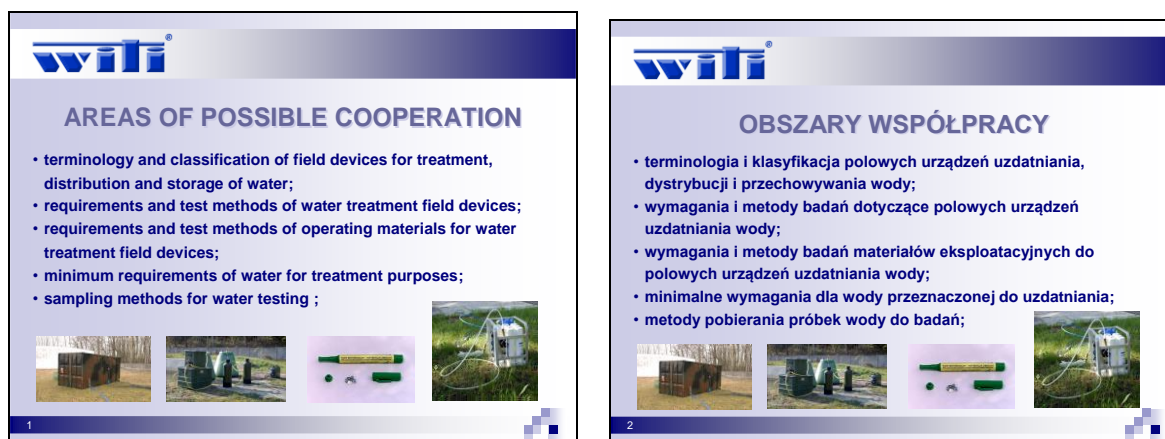 witi®
AREAS OF POSSIBLE COOPERATION
• terminology and classification of field devices for treatment,
distribution and storage of water;
• requirements and test methods of water treatment field devices;
• requirements and test methods of operating materials for water
treatment field devices;
• minimum requirements of water for treatment purposes;
• sampling methods for water testing ;
1
witi®
OBSZARY WSPÓŁPRACY
• terminologia i klasyfikacja polowych urządzeń uzdatniania,
dystrybucji i przechowywania wody;
• wymagania i metody badań dotyczące polowych urządzeń
uzdatniania wody;
• wymagania i metody badań materiałów eksploatacyjnych do
polowych urządzeń uzdatniania wody;
• minimalne wymagania dla wody przeznaczonej do uzdatniania;
• metody pobierania próbek wody do badań;
2